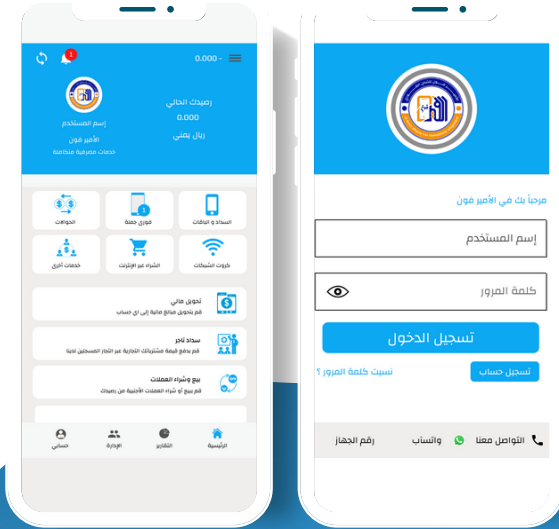 مرحباً بك في الأمير فون
إسم المستخدم
كلمة المرور
تسجيل الدخول
تسجيل حساب
نسيت كلمة المرور ؟
التواصل معنا
واتساب
رقم الجهاز
0.000 -
1
رصيدك الحالي
0.000
ريال يمني
إسم المستخدم
الأمير فون
خدمات مصرفية متكاملة
السداد و الباقات
فوري جملة
1
الحوالات
كروت الشبكات
الشراء عبر الإنترنت
خدمات أخرى
تحويل مالي
قم بتحويل مبالغ مالية إلى اي حساب
سداد تاجر
قم بدفع قيمة مشترياتك التجارية عبر التجار المسجلين لدينا
بيع وشراء العملات
قم ببيع أو شراء العملات الأجنبية من رصيدك
الرئيسية
التقارير
الإدارة
حسابي